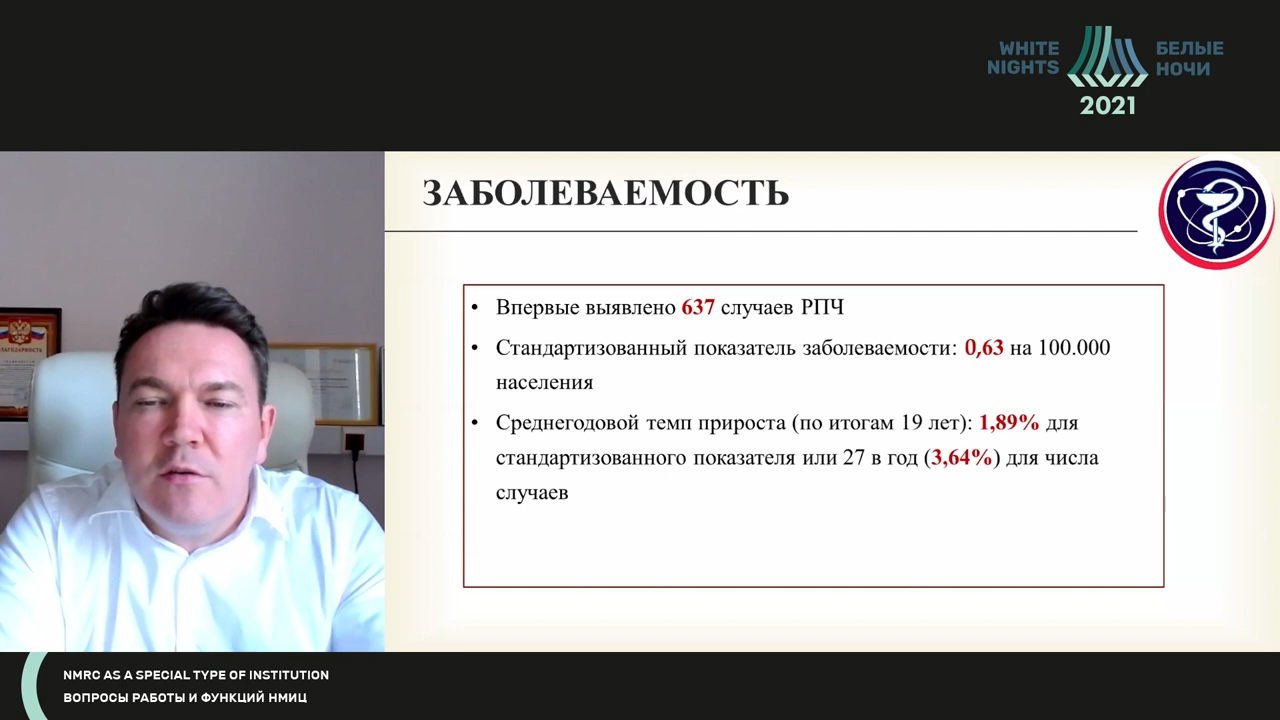 WHITE
NIGHTS
БЕЛЫЕ
НОЧИ
2021
ЗАБОЛЕВАЕМОСТЬ
• Впервые выявлено 637 случаев РПЧ
• Стандартизованный показатель заболеваемости: 0,63 на 100.000
населения
• Среднегодовой темп прироста (по итогам 19 лет): 1,89% для
стандартизованного показателя или 27 в год (3,64%) для числа
случаев
NMRC AS A SPECIAL TYPE OF INSTITUTION
ВОПРОСЫ РАБОТЫ И ФУНКЦИЙ НМИЦ